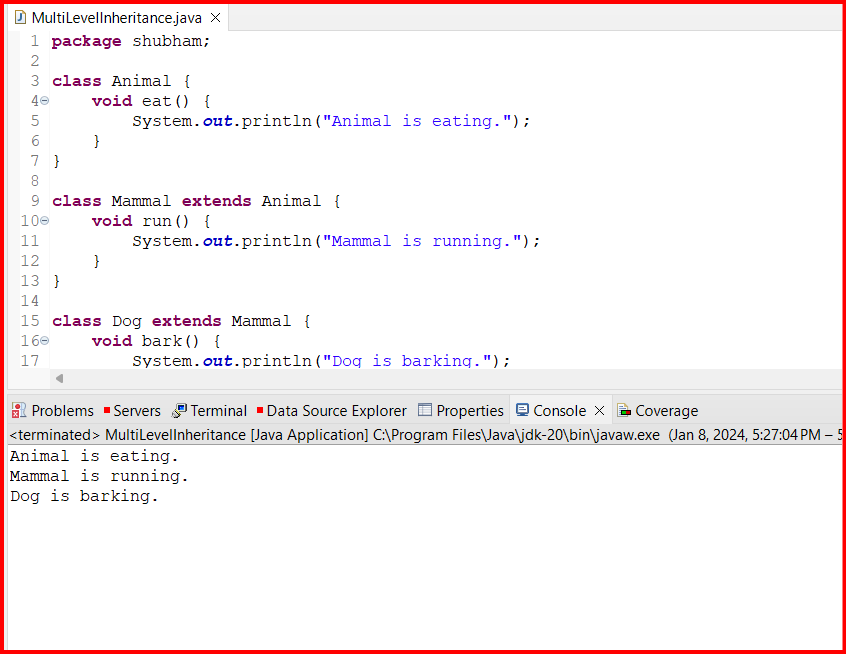 MultiLevelInheritance.java
1 package shubham;
2
3 class Animal {
4 void eat() {
5 System.out.println("Animal is eating.");
6 }
7 }
8
9 class Mammal extends Animal {
10 void run() {
11 System.out.println("Mammal is running.");
12 }
13 }
14
15 class Dog extends Mammal {
16 void bark() {
17 System.out.println("Dog is barking.");
Problems Servers Terminal Data Source Explorer Properties Console Coverage
<terminated> MultiLevelInheritance [Java Application] C:\Program Files\Java\jdk-20\bin\javaw.exe (Jan 8, 2024, 5:27:04 PM – 5
Animal is eating.
Mammal is running.
Dog is barking.